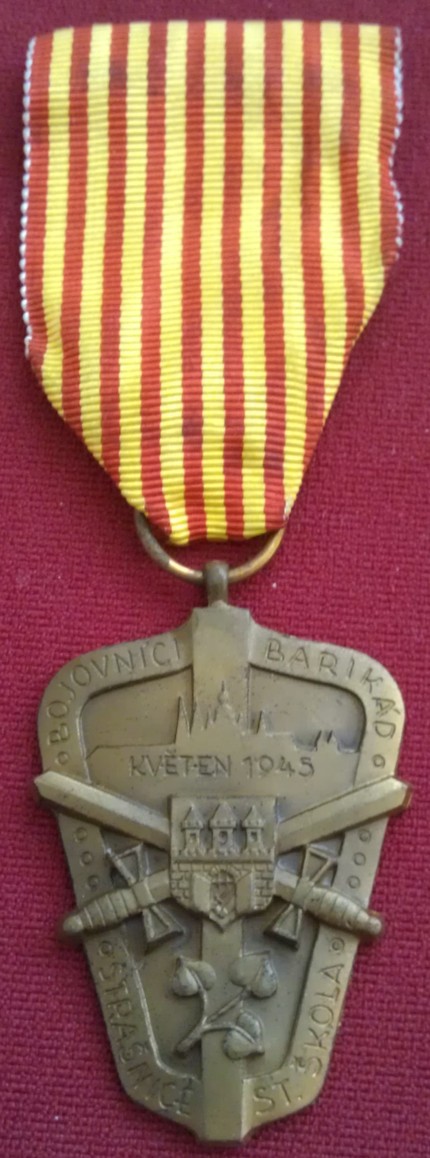 BOJOVNÍCI BARIKÁD
KVĚTEN 1945
STRAŠNICE ST. ŠKOLA